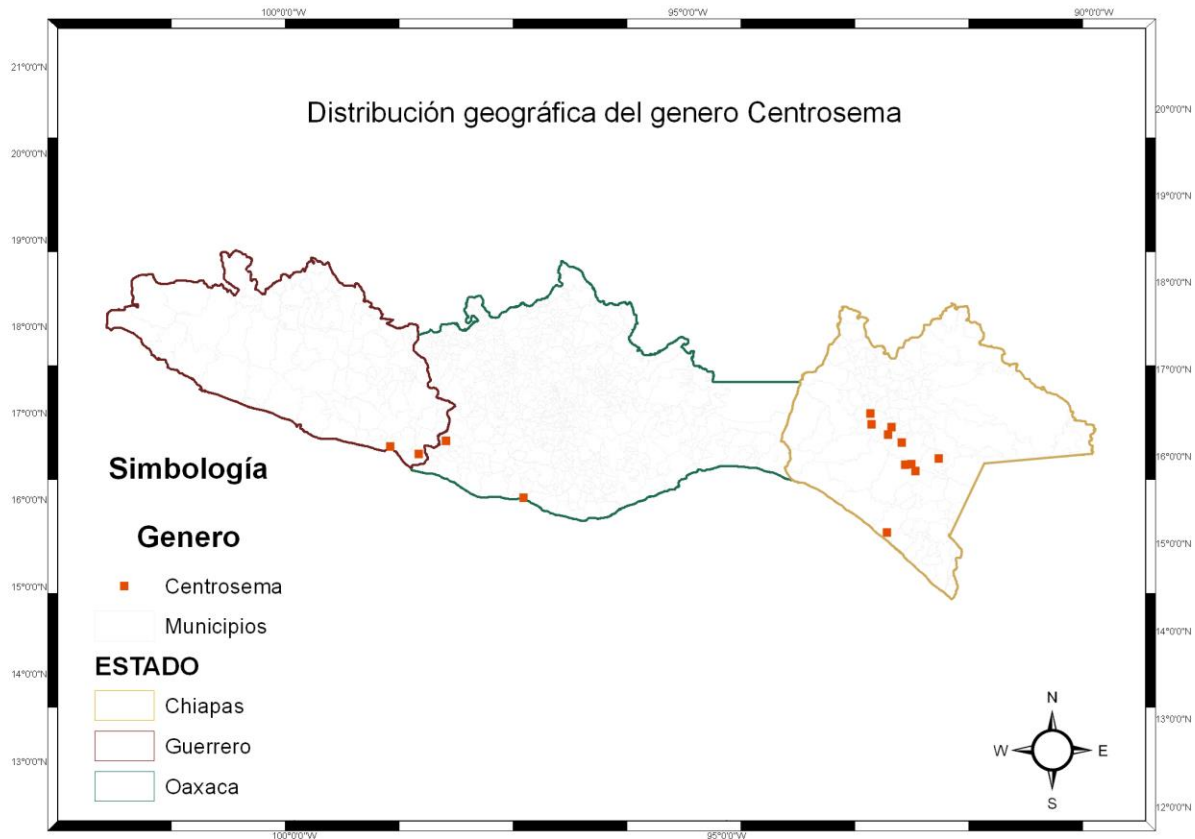 100°0'0"W
95°0'0"W
90°0'0"W
21°0'0"N
20°0'0"N
19°0'0"N
18°0'0"N
17°0'0"N
16°0'0"N
15°0'0"N
14°0'0"N
13°0'0"N
Distribución geográfica del genero Centrosema
Simbología
Genero
Centrosema
Municipios
ESTADO
Chiapas
Guerrero
Oaxaca
N
W
E
S
20°0'0"N
19°0'0"N
18°0'0"N
17°0'0"N
16°0'0"N
15°0'0"N
14°0'0"N
13°0'0"N
12°0'0"N
100°0'0"W
95°0'0"W